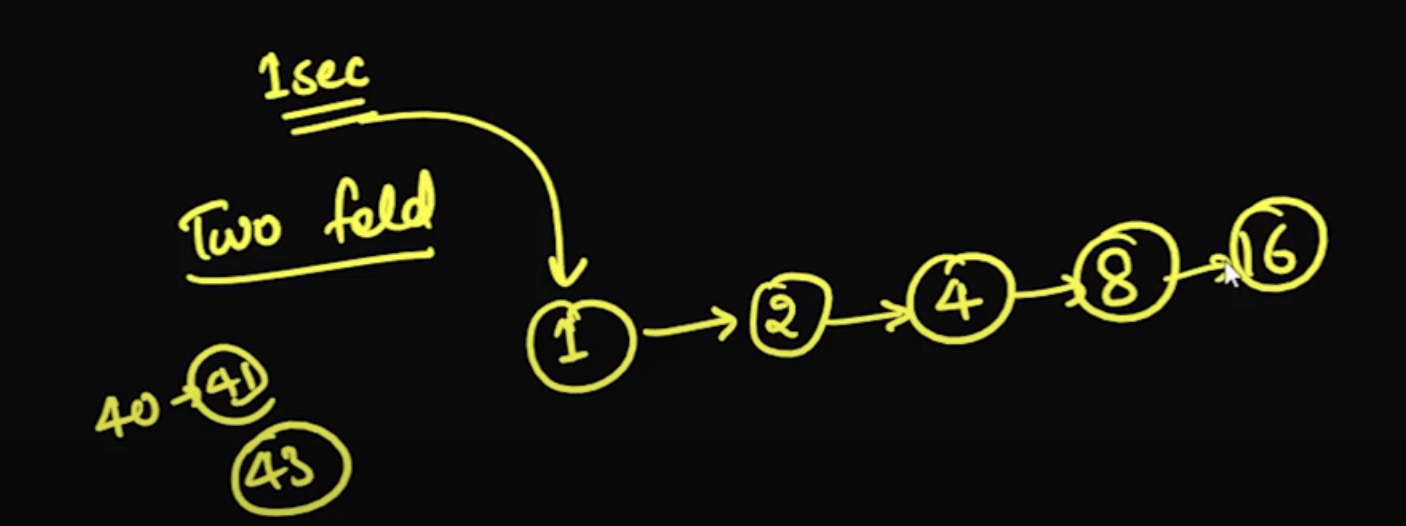 1sec
Two fold
1 → 2 → 4 → 8 → 16
40 → 41
43